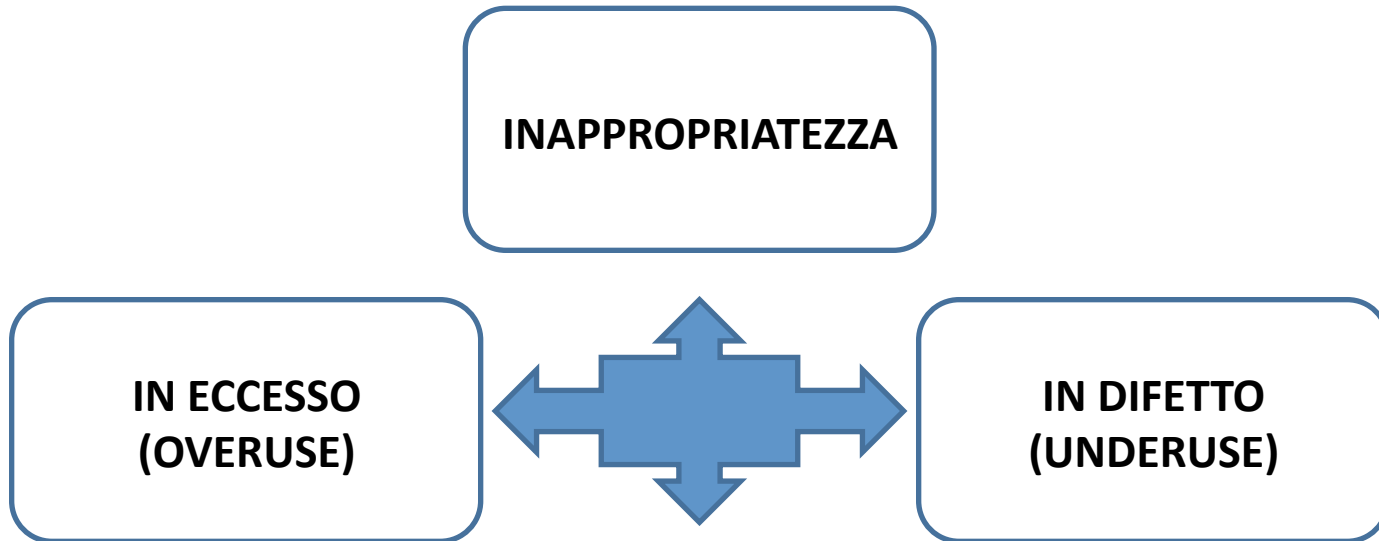 INAPPROPRIATEZZA
IN ECCESSO
(OVERUSE)
IN DIFETTO
(UNDERUSE)